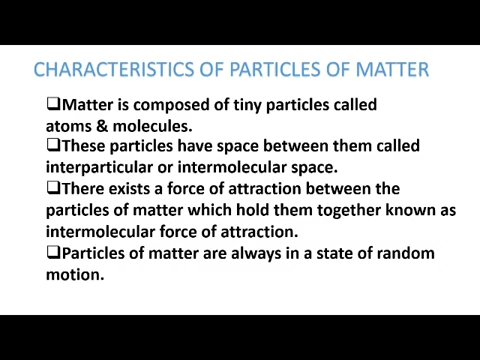 CHARACTERISTICS OF PARTICLES OF MATTER
❑Matter is composed of tiny particles called
atoms & molecules.
❑These particles have space between them called
interparticular or intermolecular space.
❑There exists a force of attraction between the
particles of matter which hold them together known as
intermolecular force of attraction.
❑Particles of matter are always in a state of random
motion.